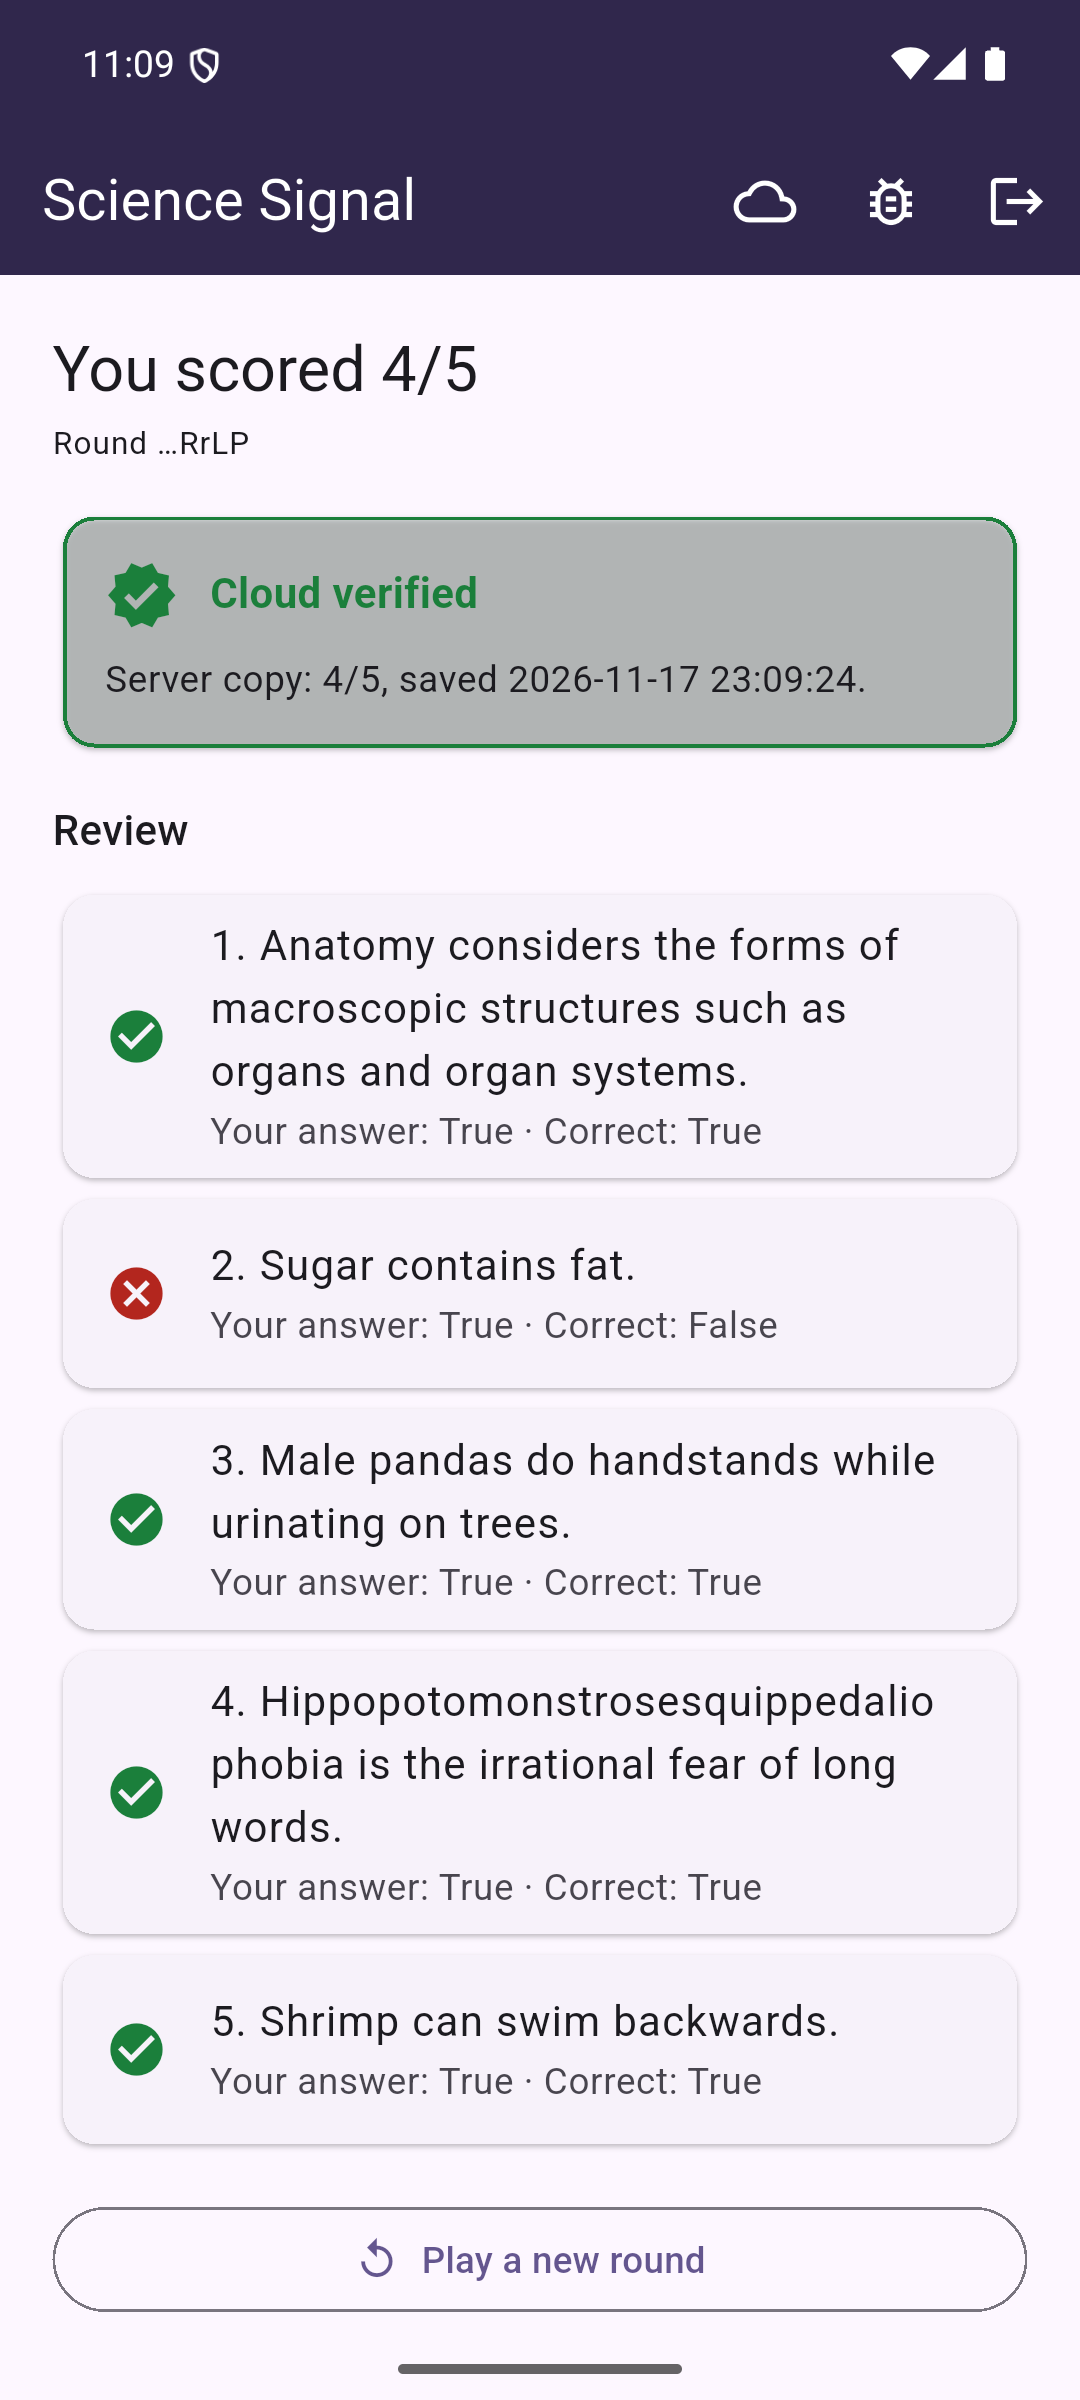 11:09
Science Signal
You scored 4/5
Round …RrLP
Cloud verified
Server copy: 4/5, saved 2026-11-17 23:09:24.
Review
1. Anatomy considers the forms of
macroscopic structures such as
organs and organ systems.
Your answer: True · Correct: True
2. Sugar contains fat.
Your answer: True · Correct: False
3. Male pandas do handstands while
urinating on trees.
Your answer: True · Correct: True
4. Hippopotomonstrosesquippedalio
phobia is the irrational fear of long
words.
Your answer: True · Correct: True
5. Shrimp can swim backwards.
Your answer: True · Correct: True
Play a new round